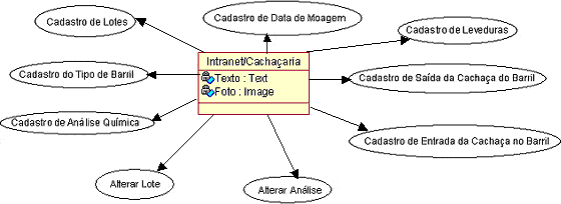 Cadastro de Lotes
Cadastro de Data de Moagem
Cadastro de Leveduras
Intranet/Cachaçaria
Cadastro do Tipo de Barril
Texto : Text
Foto : Image
Cadastro de Saída da Cachaça do Barril
Cadastro de Análise Química
Cadastro de Entrada da Cachaça no Barril
Alterar Lote
Alterar Análise